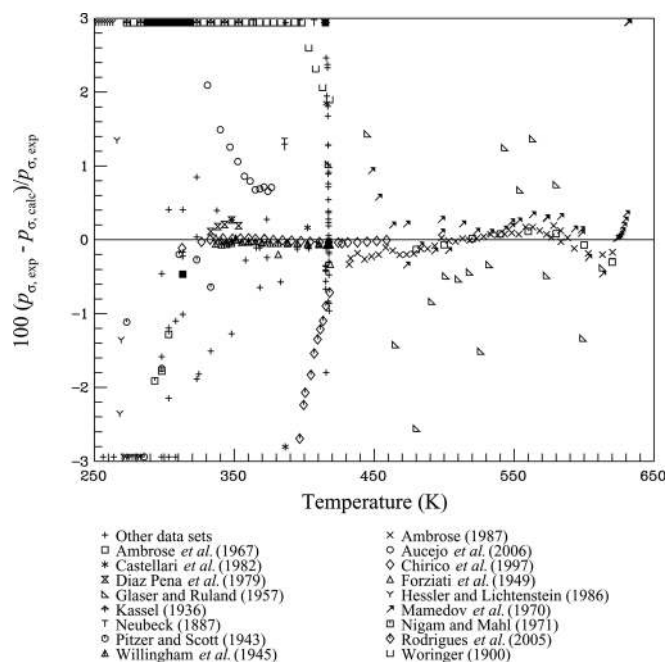 3
2
1
0
-1
-2
-3
250
350
450
550
650
100 (pσ, exp - pσ, calc)/pσ, exp
Temperature (K)
Other data sets
Ambrose et al. (1967)
Castellari et al. (1982)
Diaz Pena et al. (1979)
Glaser and Ruland (1957)
Kassel (1936)
Neubeck (1887)
Pitzer and Scott (1943)
Willingham et al. (1945)
Ambrose (1987)
Aucejo et al. (2006)
Chirico et al. (1997)
Forziati et al. (1949)
Hessler and Lichtenstein (1986)
Mamedov et al. (1970)
Nigam and Mahl (1971)
Rodrigues et al. (2005)
Woringer (1900)